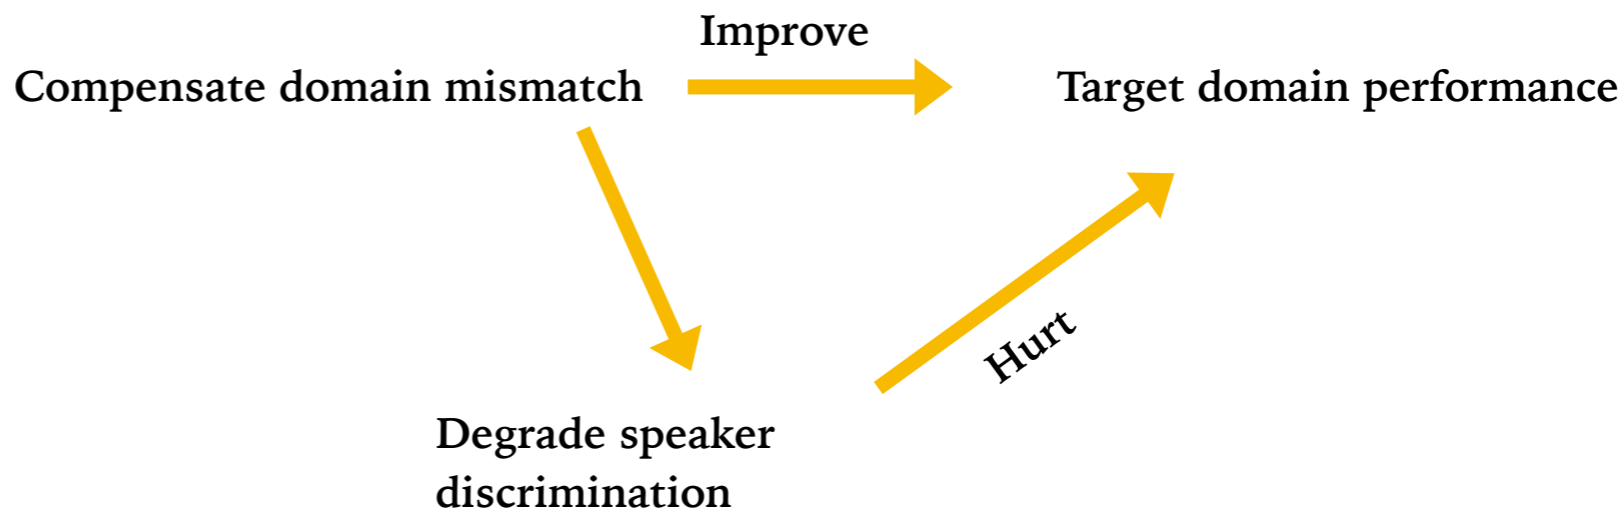 Improve
Compensate domain mismatch
Target domain performance
Hurt
Degrade speaker
discrimination